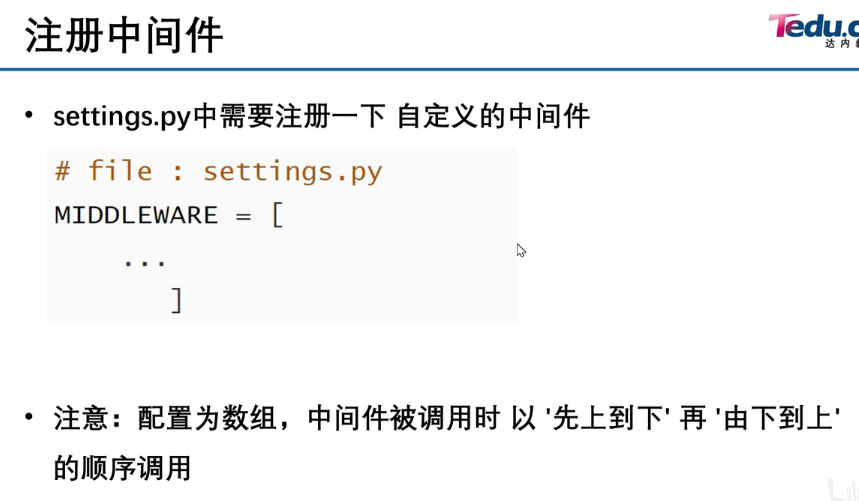 注册中间件
Tedu.c
达内教
• settings.py中需要注册一下 自定义的中间件
# file : settings.py
MIDDLEWARE = [
...
]
• 注意：配置为数组，中间件被调用时 以 '先上到下' 再 '由下到上'
的顺序调用